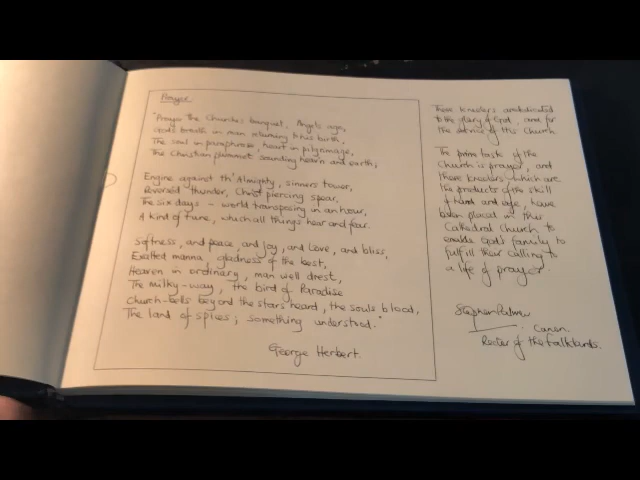 Prayer
"Prayer the Churches banquet, Angels age,
God's breath in man returning to his birth,
The soul in paraphrase, heart in pilgrimage,
The Christian plummet sounding heav'n and earth;
Engine against th' Almighty, sinners tower,
Reversed thunder, Christ piercing spear,
The six days - world transposing in an hour,
A kind of tune, which all things hear and fear.
Softness, and peace, and joy, and love, and bliss,
Exalted manna, gladness of the best,
Heaven in ordinary, man well drest,
The milky-way, the bird of Paradise
Church-bells beyond the stars heard, the souls blood,
The land of spices; something understood."
George Herbert.
These kneelers are dedicated
to the glory of God, and for
the service of this Church
The prime task of the
Church is prayer, and
these kneelers which are
the products of the skill
of hand and eye, have
been placed in this
Cathedral Church to
enable God's family to
fulfill their calling to
a life of prayer.
Stephen Palmer
Canon.
Rector of the Falklands.